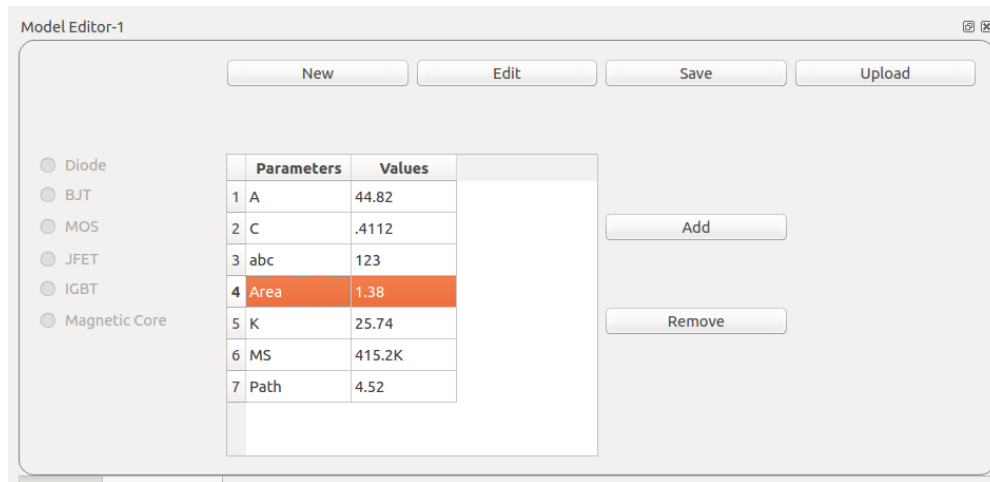 Model Editor-1
New Edit Save Upload
Diode
BJT
MOS
JFET
IGBT
Magnetic Core
Parameters Values
1 A 44.82
2 C .4112
3 abc 123
4 Area 1.38
5 K 25.74
6 MS 415.2K
7 Path 4.52
Add
Remove